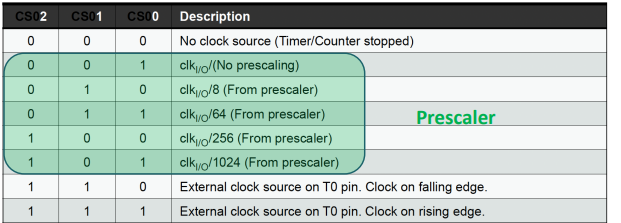 CS02 CS01 CS00 Description
0 0 0 No clock source (Timer/Counter stopped)
0 0 1 clkI/O/(No prescaling)
0 1 0 clkI/O/8 (From prescaler)
0 1 1 clkI/O/64 (From prescaler) Prescaler
1 0 0 clkI/O/256 (From prescaler)
1 0 1 clkI/O/1024 (From prescaler)
1 1 0 External clock source on T0 pin. Clock on falling edge.
1 1 1 External clock source on T0 pin. Clock on rising edge.